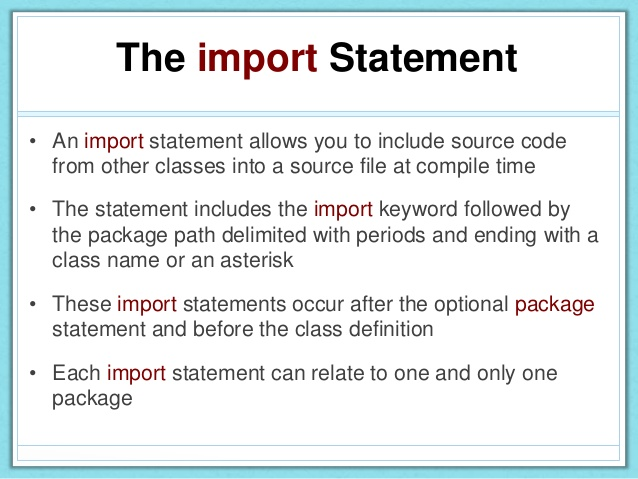 The import Statement
• An import statement allows you to include source code
from other classes into a source file at compile time
• The statement includes the import keyword followed by
the package path delimited with periods and ending with a
class name or an asterisk
• These import statements occur after the optional package
statement and before the class definition
• Each import statement can relate to one and only one
package